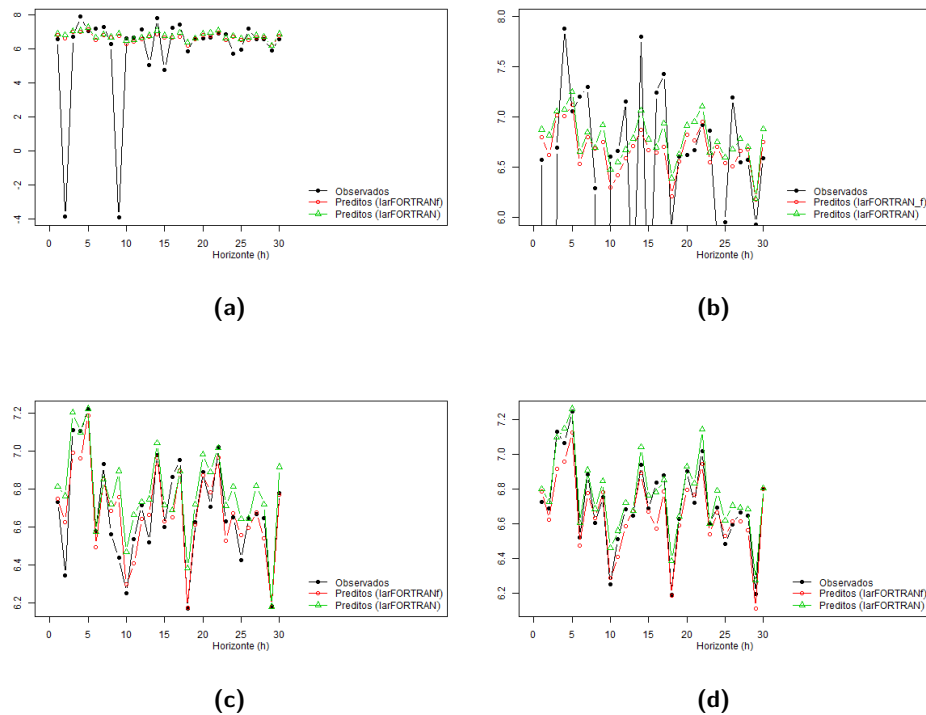 8
6
4
2
0
-2
-4
Observados
Preditos (larFORTRANf)
Preditos (larFORTRAN)
0 5 10 15 20 25 30
Horizonte (h)
(a)
8.0
7.5
7.0
6.5
6.0
Observados
Preditos (larFORTRAN_f)
Preditos (larFORTRAN)
0 5 10 15 20 25 30
Horizonte (h)
(b)
7.2
7.0
6.8
6.6
6.4
6.2
Observados
Preditos (larFORTRANf)
Preditos (larFORTRAN)
0 5 10 15 20 25 30
Horizonte (h)
(c)
7.2
7.0
6.8
6.6
6.4
6.2
Observados
Preditos (larFORTRANf)
Preditos (larFORTRAN)
0 5 10 15 20 25 30
Horizonte (h)
(d)